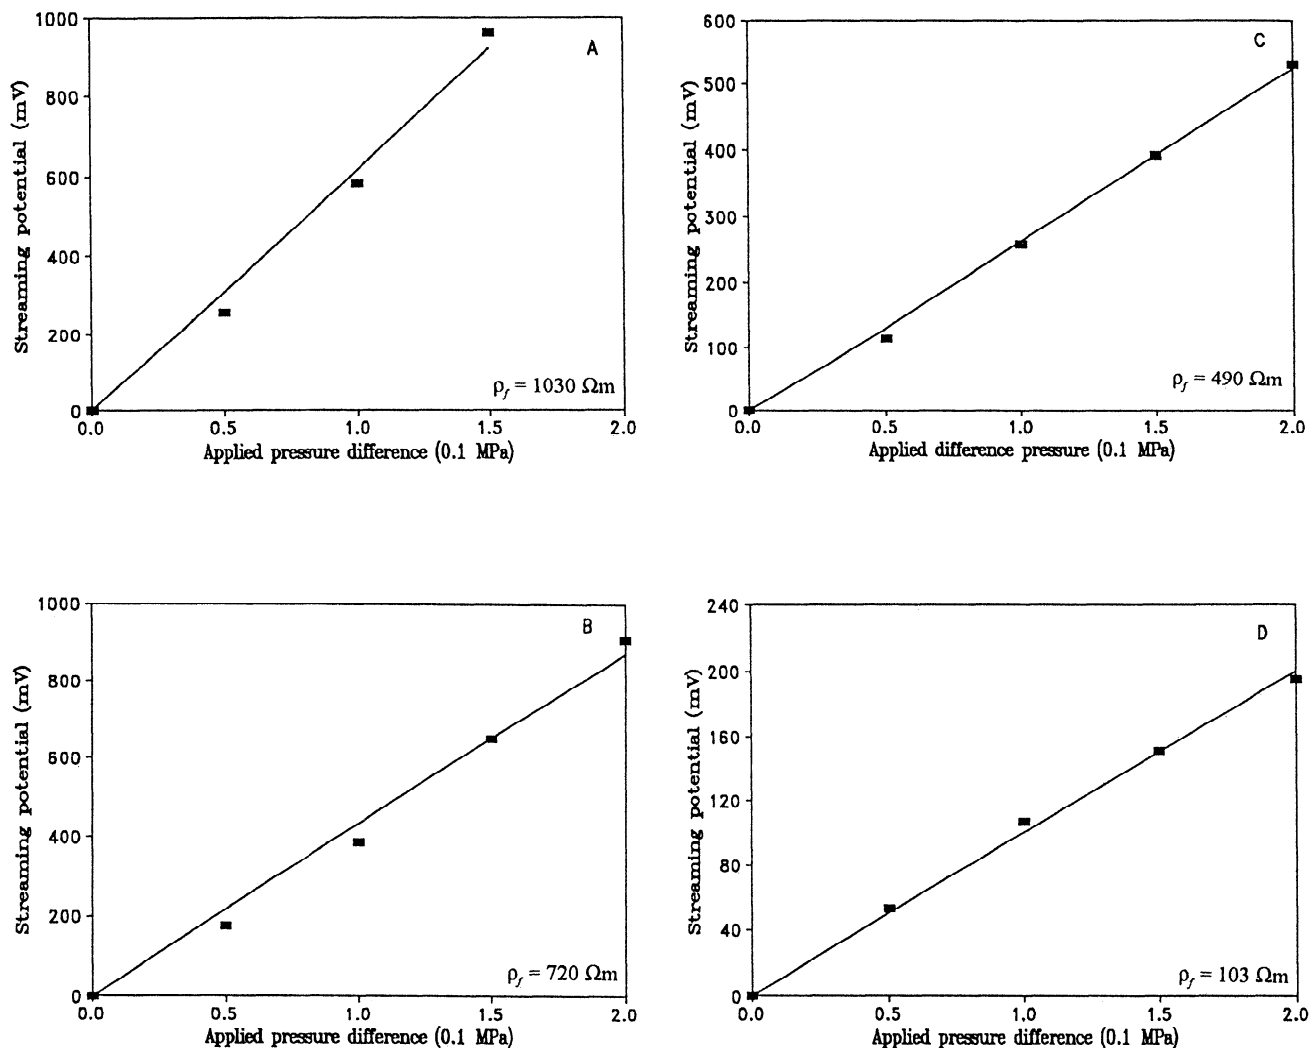 1000
800
600
400
200
0
Streaming potential (mV)
A
ρf = 1030 Ωm
0.0 0.5 1.0 1.5 2.0
Applied pressure difference (0.1 MPa)
600
500
400
300
200
100
0
Streaming potential (mV)
C
ρf = 490 Ωm
0.0 0.5 1.0 1.5 2.0
Applied difference pressure (0.1 MPa)
1000
800
600
400
200
0
Streaming potential (mV)
B
ρf = 720 Ωm
0.0 0.5 1.0 1.5 2.0
Applied pressure difference (0.1 MPa)
240
200
160
120
80
40
0
Streaming potential (mV)
D
ρf = 103 Ωm
0.0 0.5 1.0 1.5 2.0
Applied pressure difference (0.1 MPa)